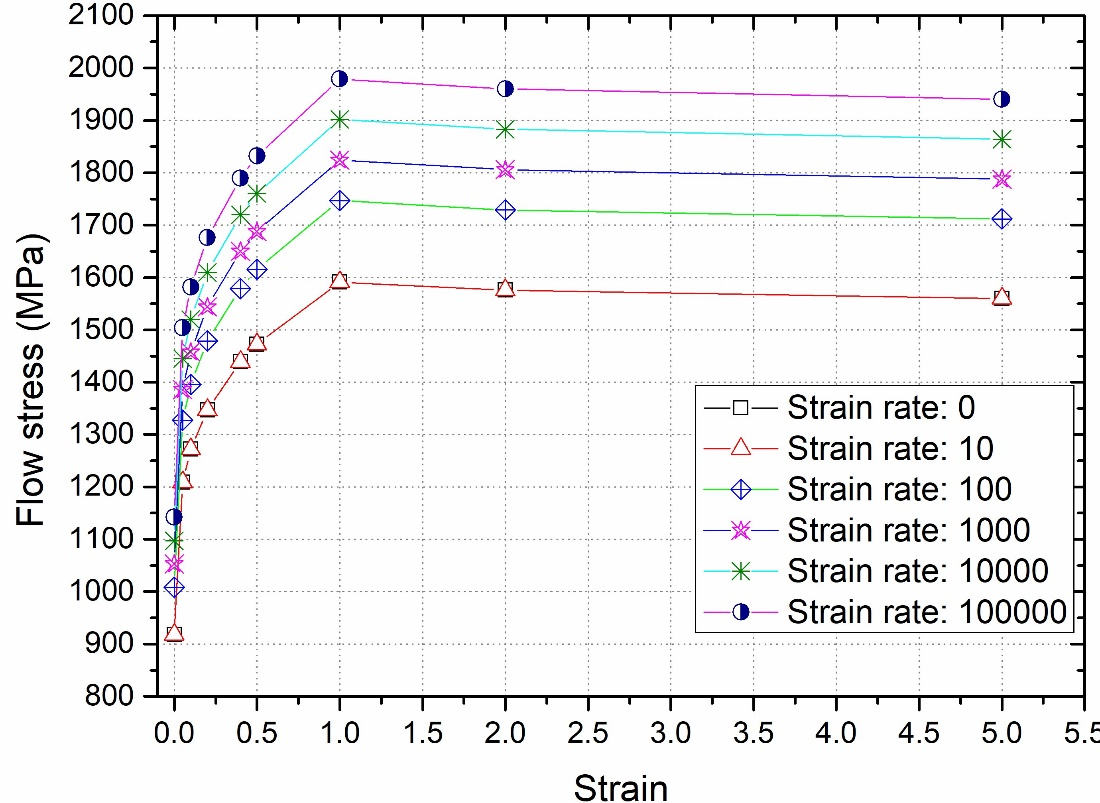 2100
2000
1900
1800
1700
1600
1500
1400
1300
1200
1100
1000
900
800
Flow stress (MPa)
Strain rate: 0
Strain rate: 10
Strain rate: 100
Strain rate: 1000
Strain rate: 10000
Strain rate: 100000
0.0 0.5 1.0 1.5 2.0 2.5 3.0 3.5 4.0 4.5 5.0 5.5
Strain